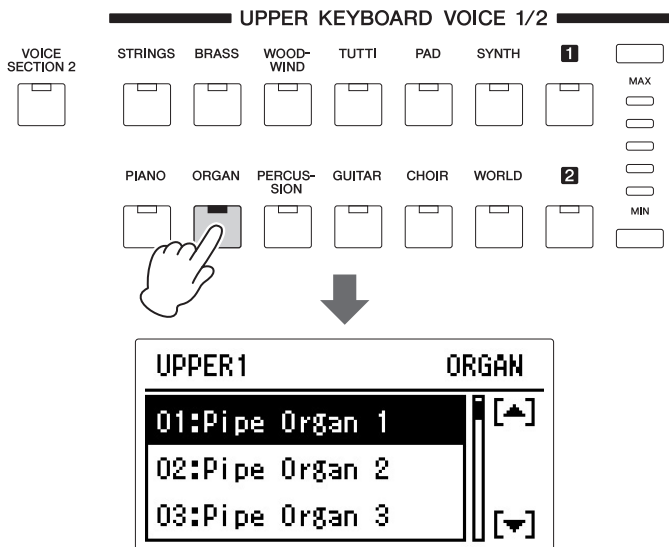 UPPER KEYBOARD VOICE 1/2
VOICE SECTION 2
STRINGS BRASS WOOD-WIND TUTTI PAD SYNTH 1
MAX
PIANO ORGAN PERCUS-SION GUITAR CHOIR WORLD 2
MIN
UPPER1 ORGAN
01:Pipe Organ 1 [▲]
02:Pipe Organ 2
03:Pipe Organ 3 [▼]